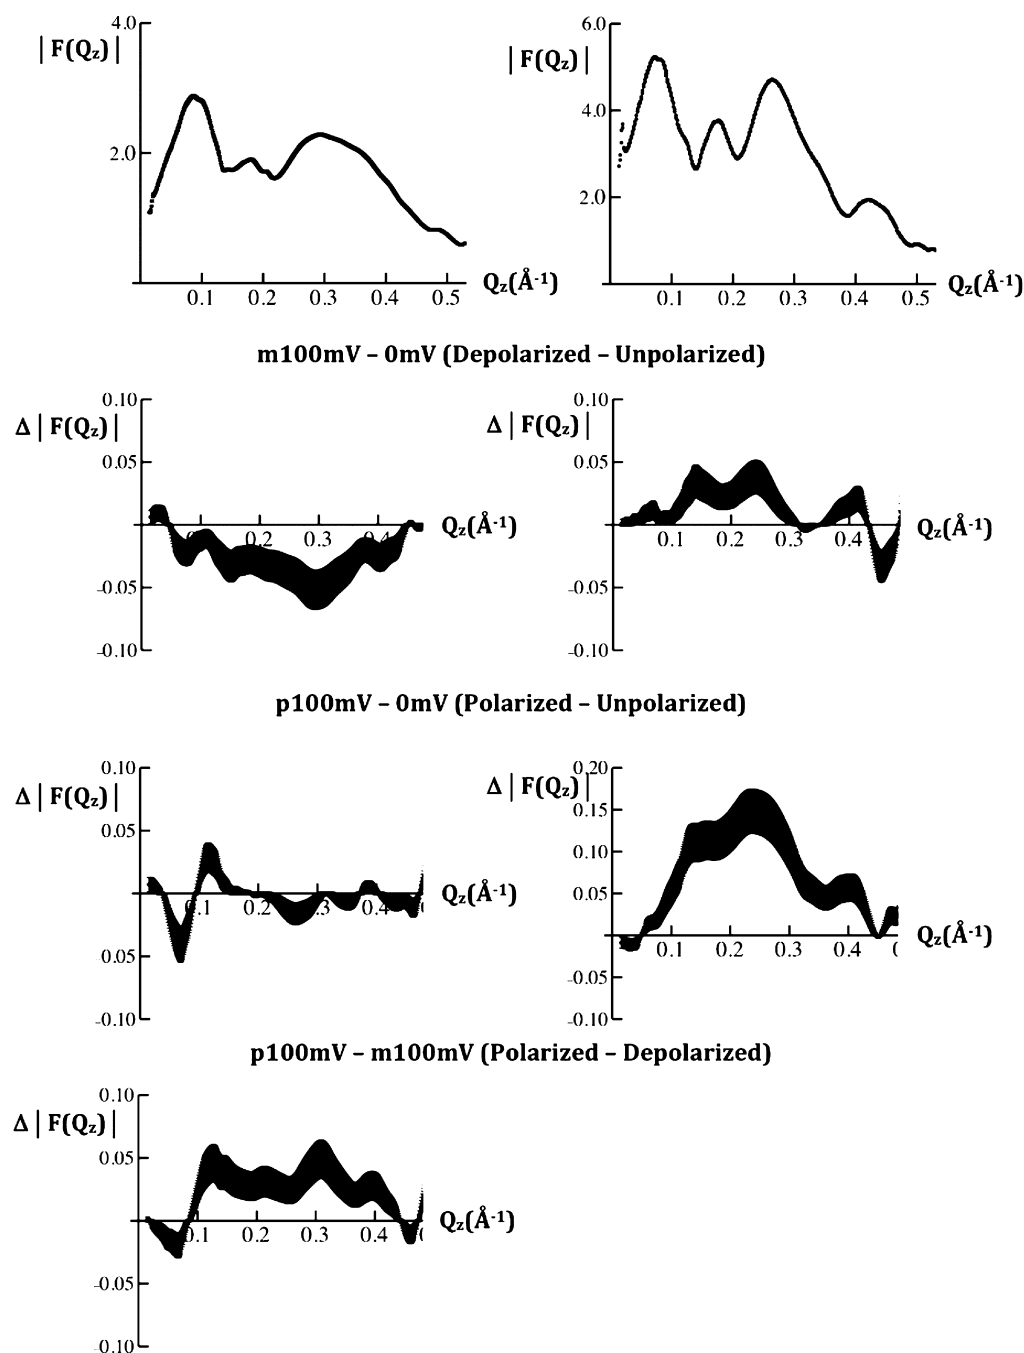 4.0
|F(Qz)|
2.0
0.1 0.2 0.3 0.4 0.5
Qz(Å-1)
6.0
|F(Qz)|
4.0
2.0
0.1 0.2 0.3 0.4 0.5
Qz(Å-1)
m100mV – 0mV (Depolarized – Unpolarized)
0.10
Δ|F(Qz)|
0.05
0.1 0.2 0.3 0.4
Qz(Å-1)
-0.05
-0.10
0.10
Δ|F(Qz)|
0.05
0.1 0.2 0.3 0.4
Qz(Å-1)
-0.05
-0.10
p100mV – 0mV (Polarized – Unpolarized)
0.10
Δ|F(Qz)|
0.05
0.1 0.2 0.3 0.4
Qz(Å-1)
0.05
-0.10
0.20
Δ|F(Qz)|
0.15
0.10
0.05
0.1 0.2 0.3 0.4
Qz(Å-1)
-0.05
-0.10
p100mV – m100mV (Polarized – Depolarized)
0.10
Δ|F(Qz)|
0.05
0.1 0.2 0.3 0.4
Qz(Å-1)
-0.05
-0.10